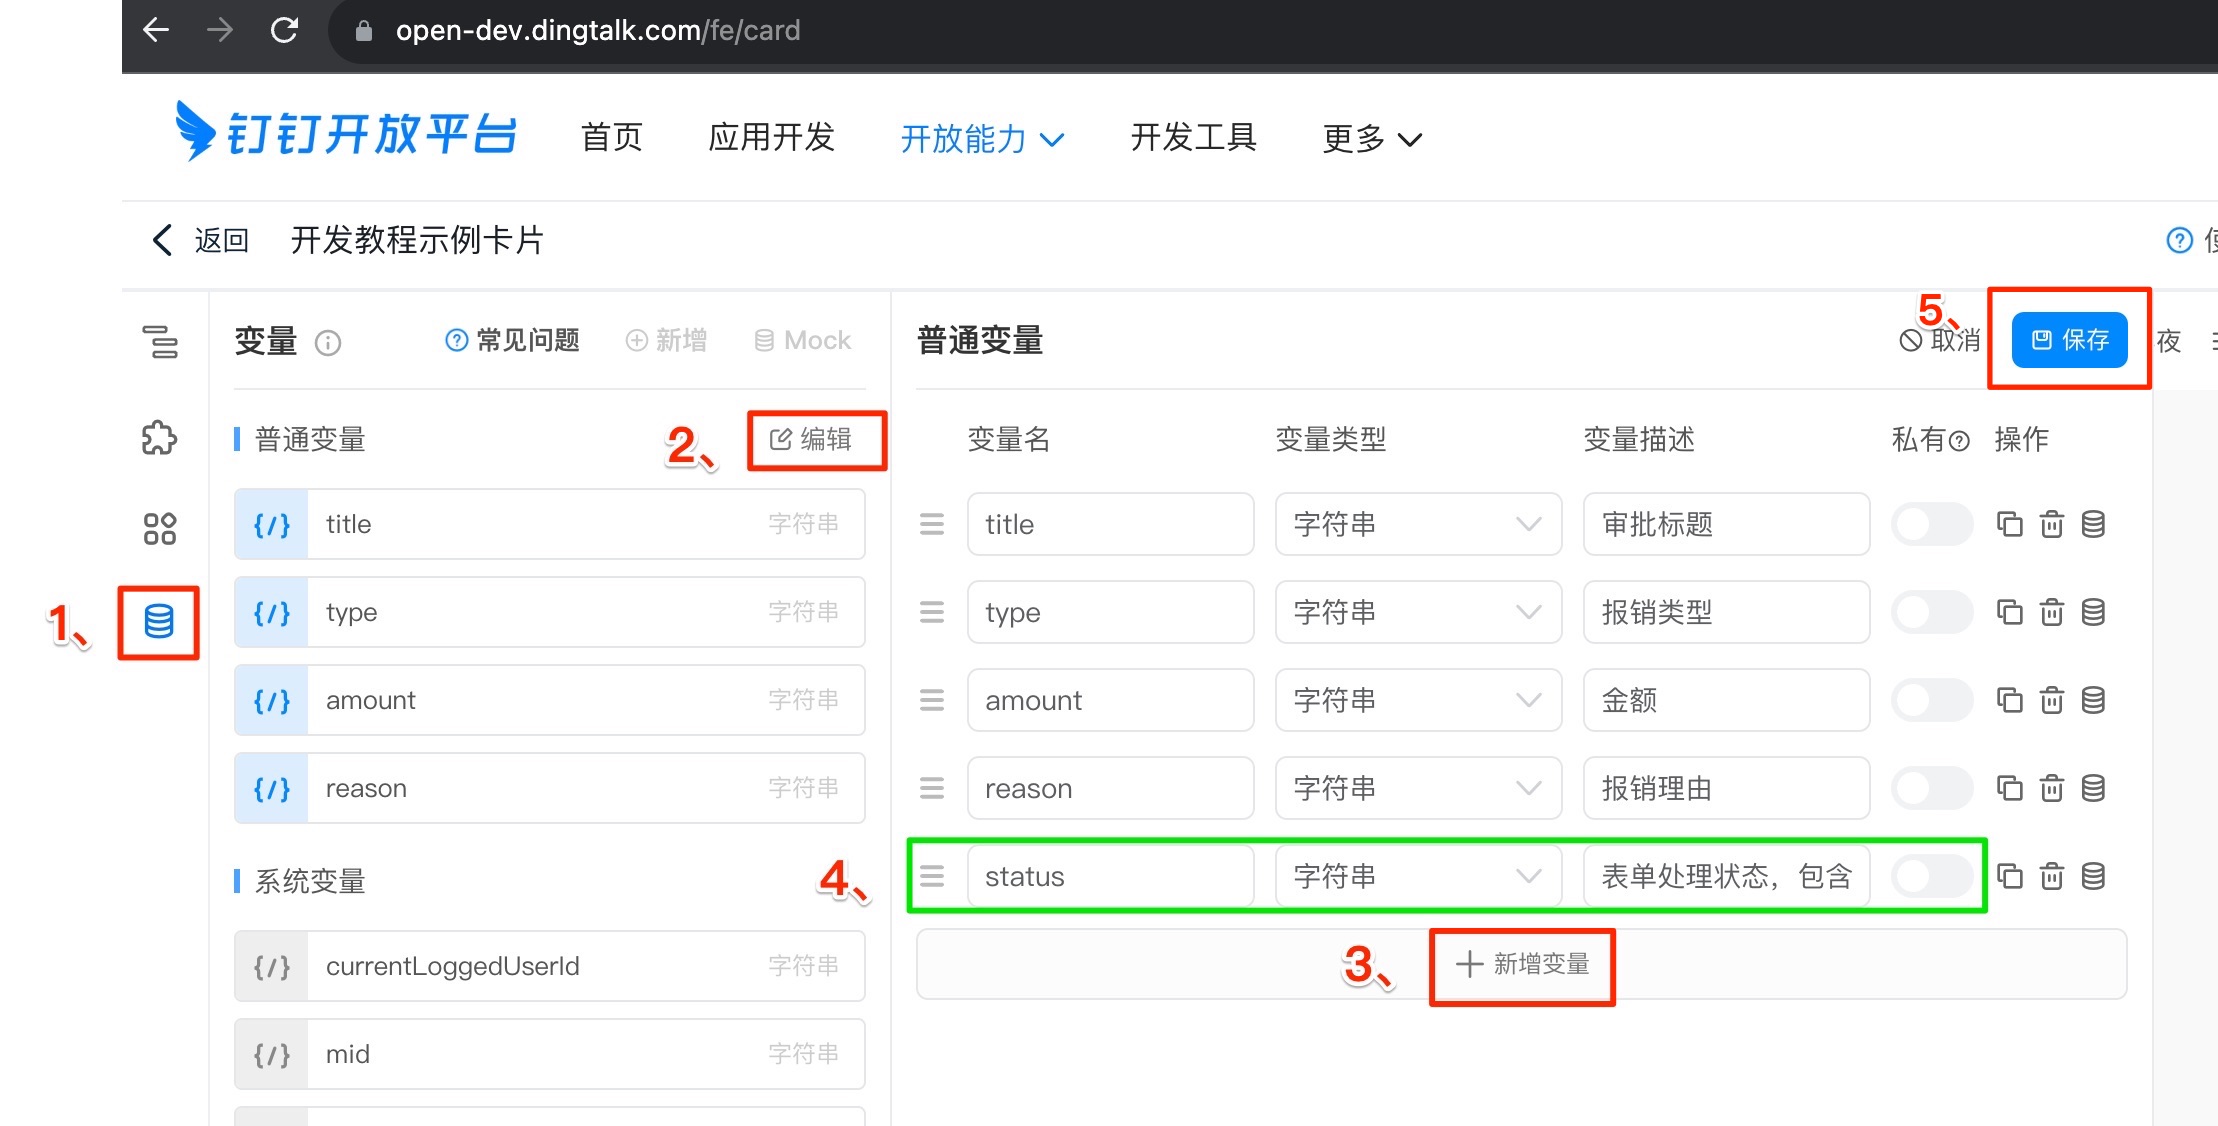 open-dev.dingtalk.com/fe/card
钉钉开放平台 首页 应用开发 开放能力 开发工具 更多
返回 开发教程示例卡片
变量 常见问题 新增 Mock
普通变量 2、 编辑
{/} title 字符串
{/} type 字符串
1、
{/} amount 字符串
{/} reason 字符串
系统变量
{/} currentLoggedUserId 字符串
{/} mid 字符串
普通变量 5、 取消 保存 夜
变量名 变量类型 变量描述 私有 操作
title 字符串 审批标题
type 字符串 报销类型
amount 字符串 金额
reason 字符串 报销理由
4、 status 字符串 表单处理状态，包含
3、 新增变量